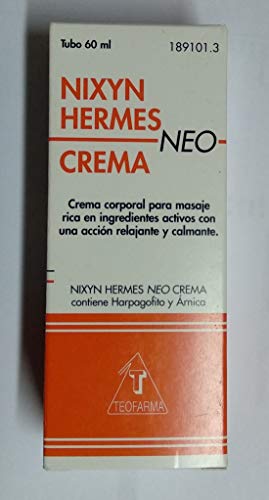 Tubo 60 ml
189101.3
NIXYN
HERMES NEO
CREMA
Crema corporal para masaje
rica en ingredientes activos con
una acción relajante y calmante.
NIXYN HERMES NEO CREMA
contiene Harpagofito y Árnica
T
TEOFARMA